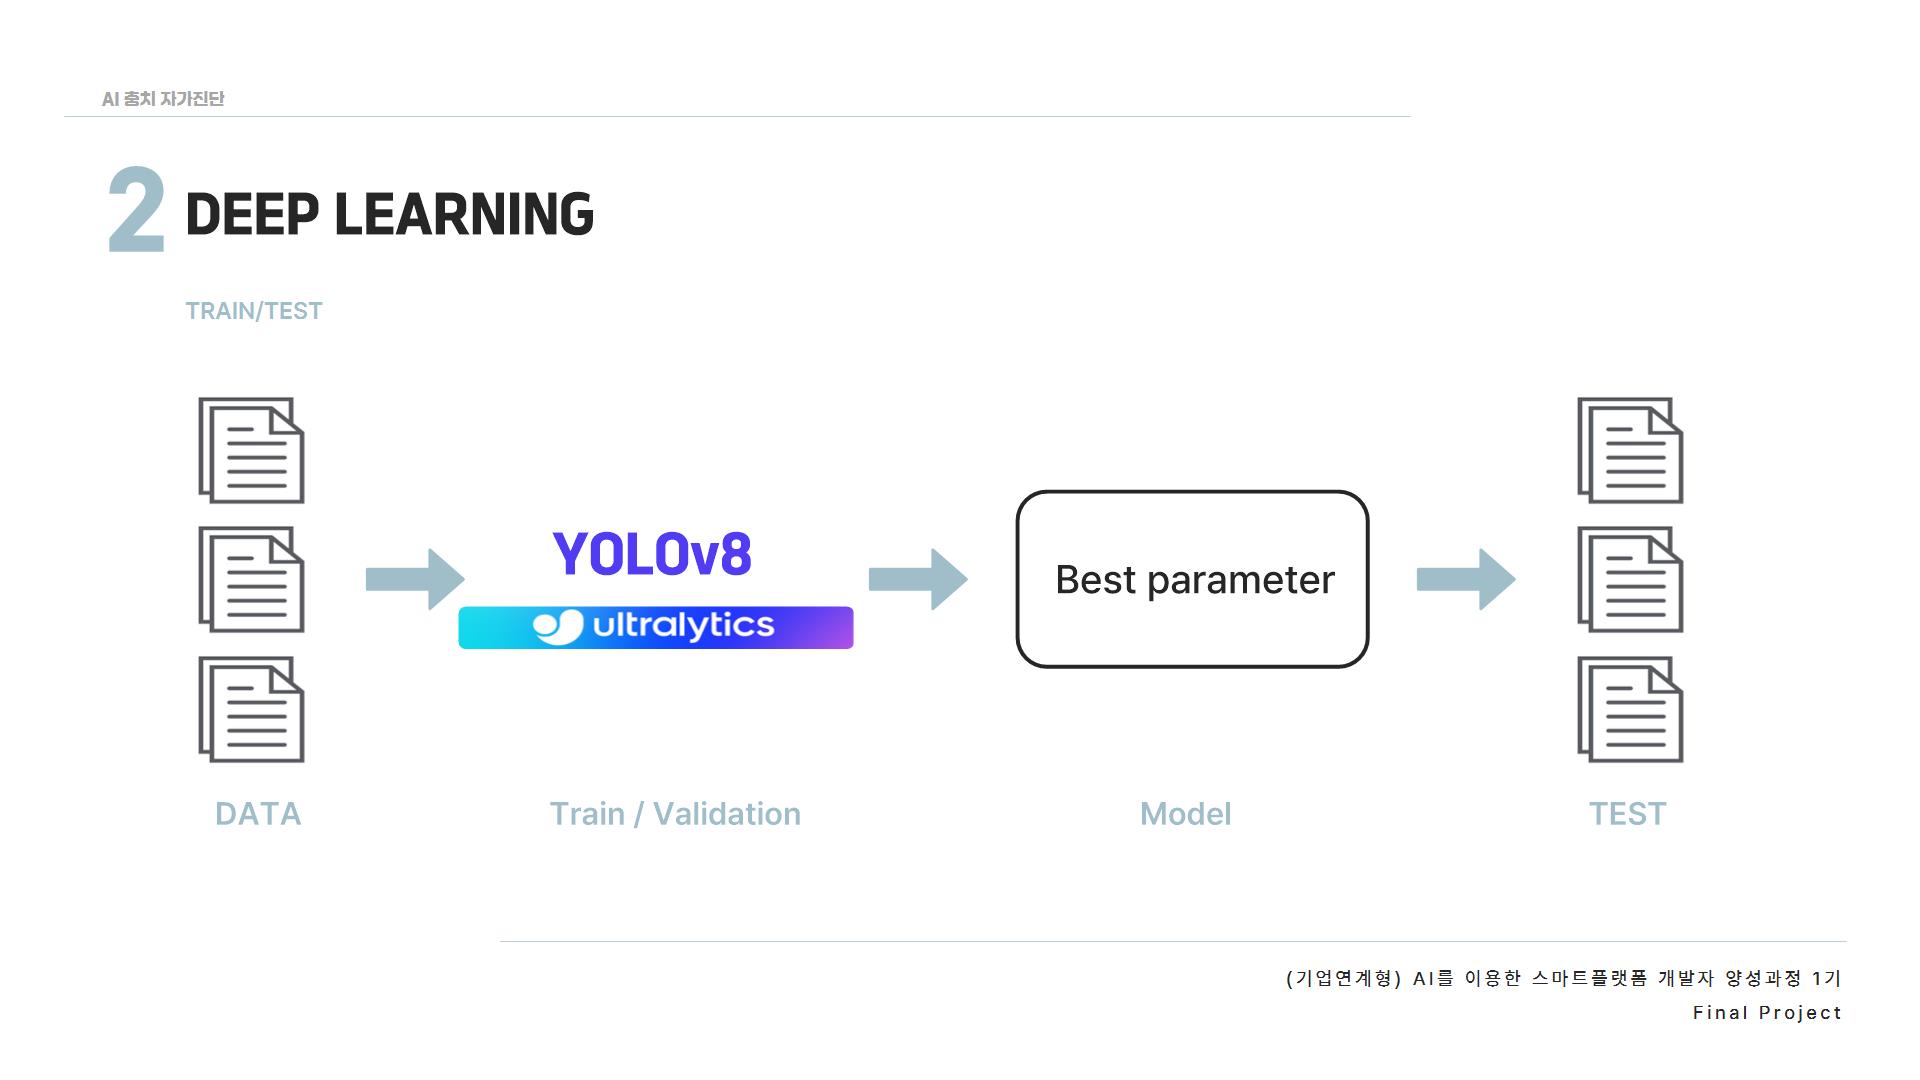 AI 충치 자가진단
2 DEEP LEARNING
TRAIN/TEST
YOLOv8
ultralytics
Best parameter
DATA
Train / Validation
Model
TEST
(기업연계형) AI를 이용한 스마트플랫폼 개발자 양성과정 1기
Final Project